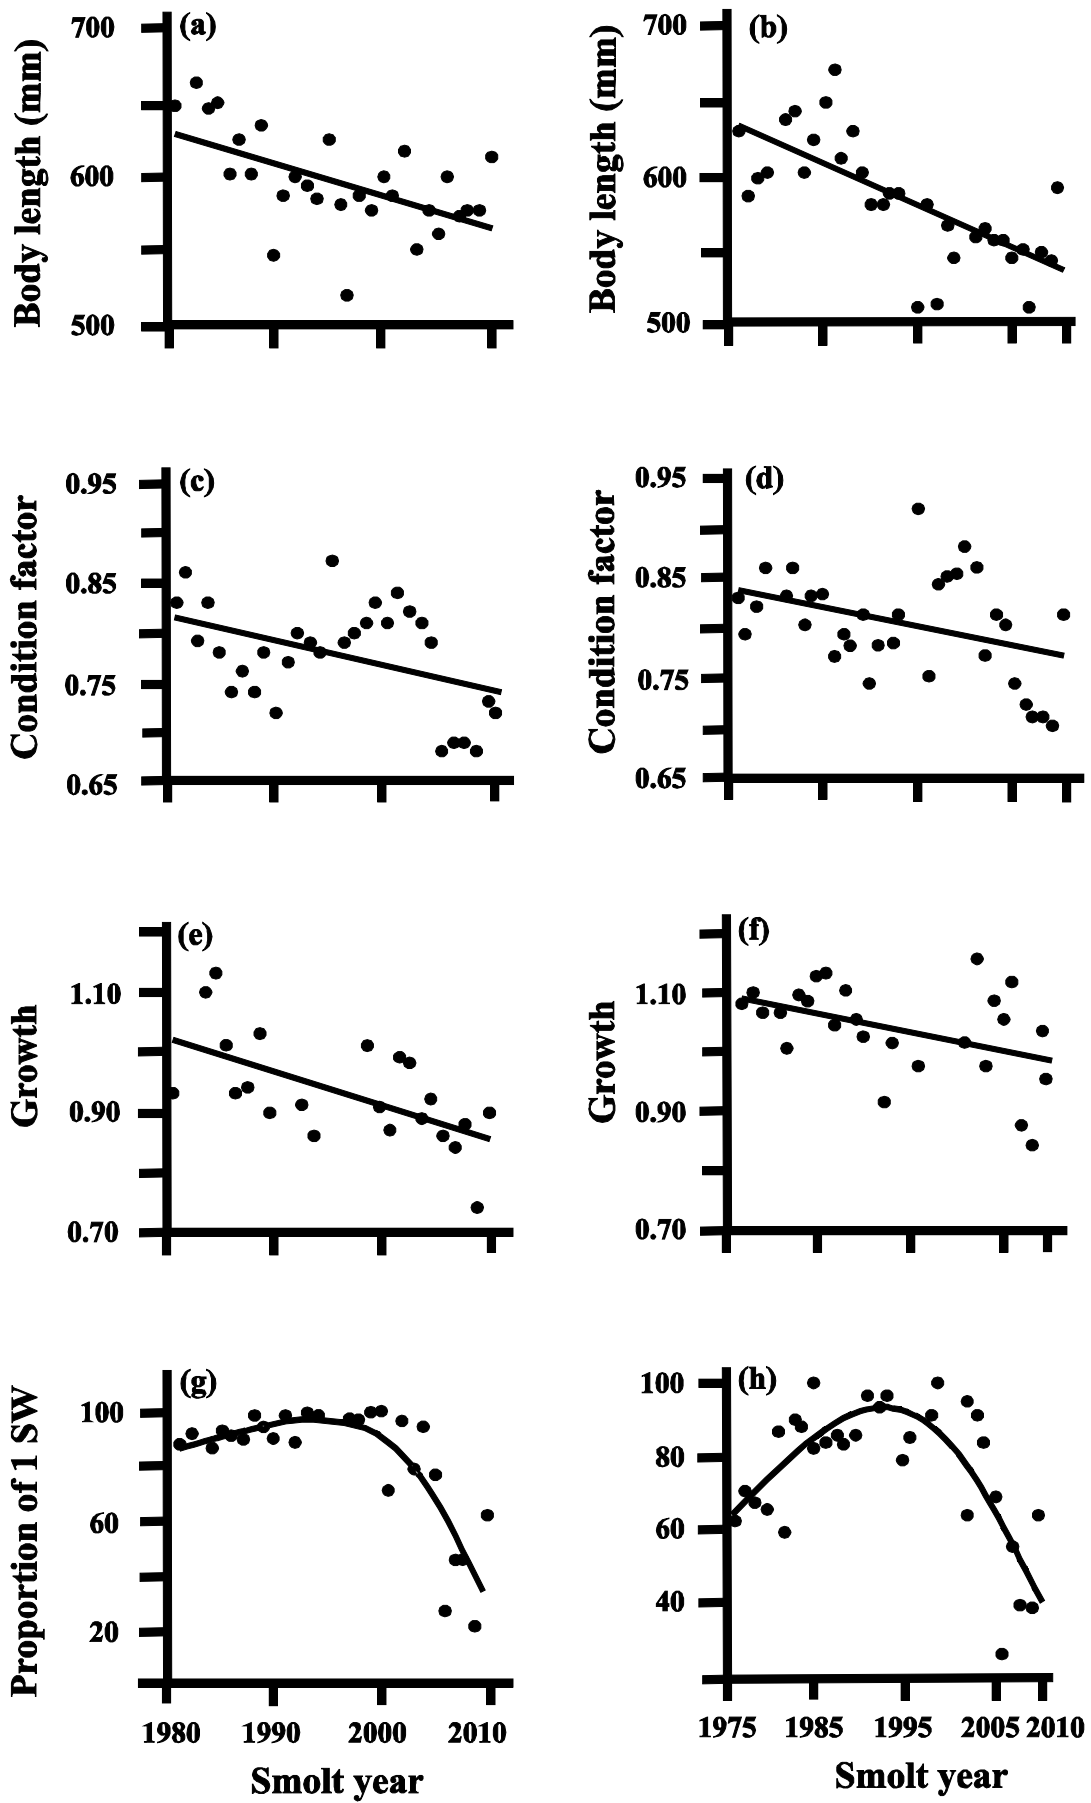 (a)
700
600
500
Body length (mm)
(b)
700
600
500
Body length (mm)
(c)
0.95
0.85
0.75
0.65
Condition factor
(d)
0.95
0.85
0.75
0.65
Condition factor
(e)
1.10
0.90
0.70
Growth
(f)
1.10
0.90
0.70
Growth
(g)
100
60
20
Proportion of 1 SW
1980 1990 2000 2010
Smolt year
(h)
100
80
60
40
1975 1985 1995 2005 2010
Smolt year